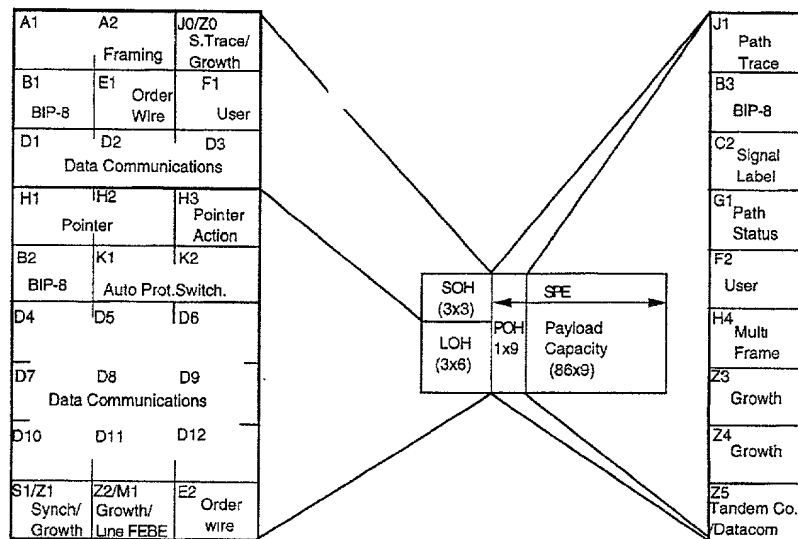 A1 A2 J0/Z0
Framing S.Trace/
Growth
B1 E1 F1
BIP-8 Order
Wire User
D1 D2 D3
Data Communications
H1 H2 H3
Pointer Pointer
Action
B2 K1 K2
BIP-8 Auto Prot.Switch.
D4 D5 D6
D7 D8 D9
Data Communications
D10 D11 D12
S1/Z1 Z2/M1 E2
Synch/ Growth/ Order
Growth Line FEBE wire
SOH
(3x3)
LOH
(3x6)
SPE
POH
1x9
Payload
Capacity
(86x9)
J1
Path
Trace
B3
BIP-8
C2
Signal
Label
G1
Path
Status
F2
User
H4
Multi
Frame
Z3
Growth
Z4
Growth
Z5
Tandem Co.
/Datacom